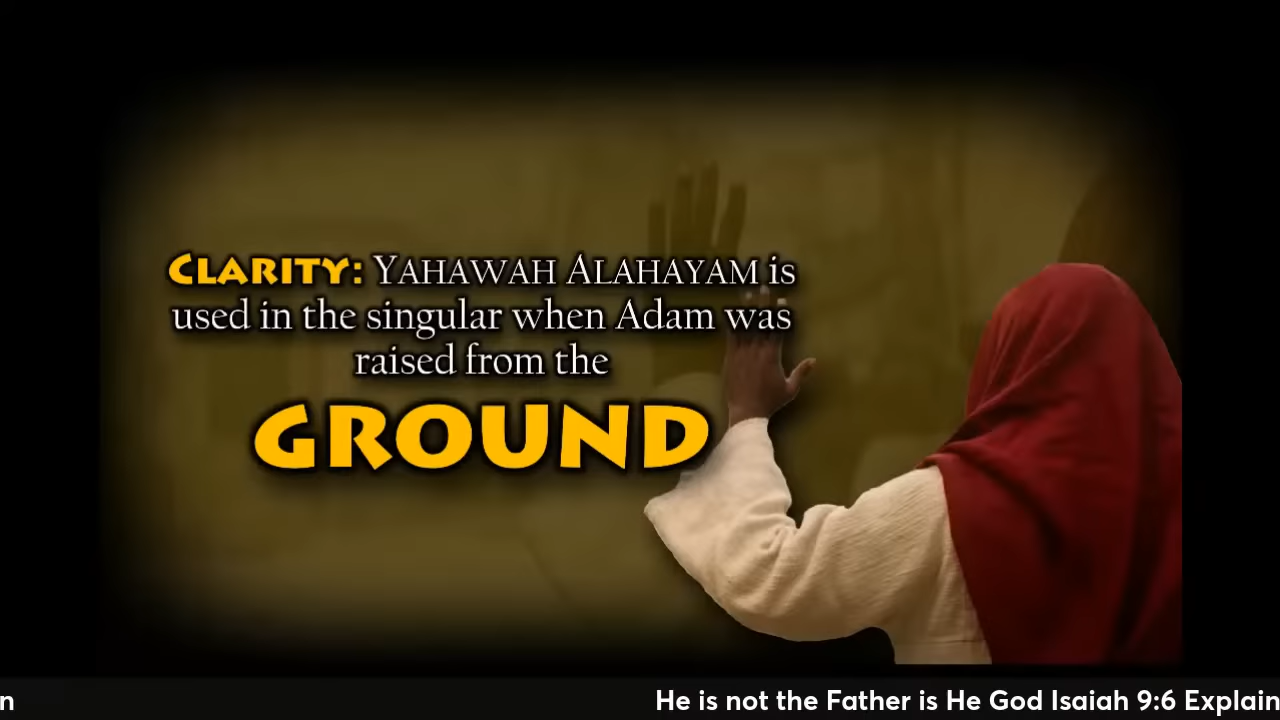 CLARITY: YAHAWAH ALAHAYAM is
used in the singular when Adam was
raised from the
GROUND
n
He is not the Father is He God Isaiah 9:6 Explain